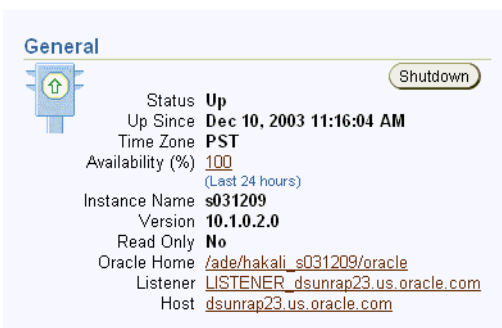 General
Shutdown
Status Up
Up Since Dec 10, 2003 11:16:04 AM
Time Zone PST
Availability (%) 100
(Last 24 hours)
Instance Name s031209
Version 10.1.0.2.0
Read Only No
Oracle Home /ade/hakali_s031209/oracle
Listener LISTENER_dsunrap23.us.oracle.com
Host dsunrap23.us.oracle.com